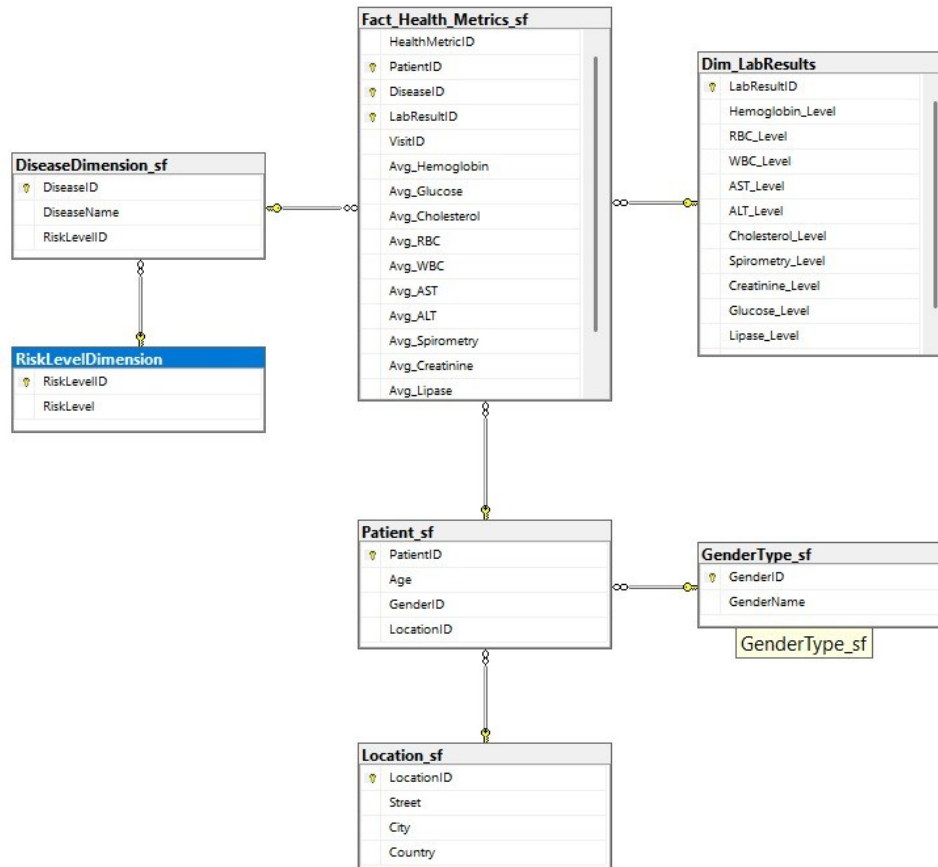 Fact_Health_Metrics_sf
HealthMetricID
PatientID
DiseaseID
LabResultID
VisitID
Avg_Hemoglobin
Avg_Glucose
Avg_Cholesterol
Avg_RBC
Avg_WBC
Avg_AST
Avg_ALT
Avg_Spirometry
Avg_Creatinine
Avg_Lipase
Dim_LabResults
LabResultID
Hemoglobin_Level
RBC_Level
WBC_Level
AST_Level
ALT_Level
Cholesterol_Level
Spirometry_Level
Creatinine_Level
Glucose_Level
Lipase_Level
DiseaseDimension_sf
DiseaseID
DiseaseName
RiskLevelID
RiskLevelDimension
RiskLevelID
RiskLevel
Patient_sf
PatientID
Age
GenderID
LocationID
GenderType_sf
GenderID
GenderName
GenderType_sf
Location_sf
LocationID
Street
City
Country